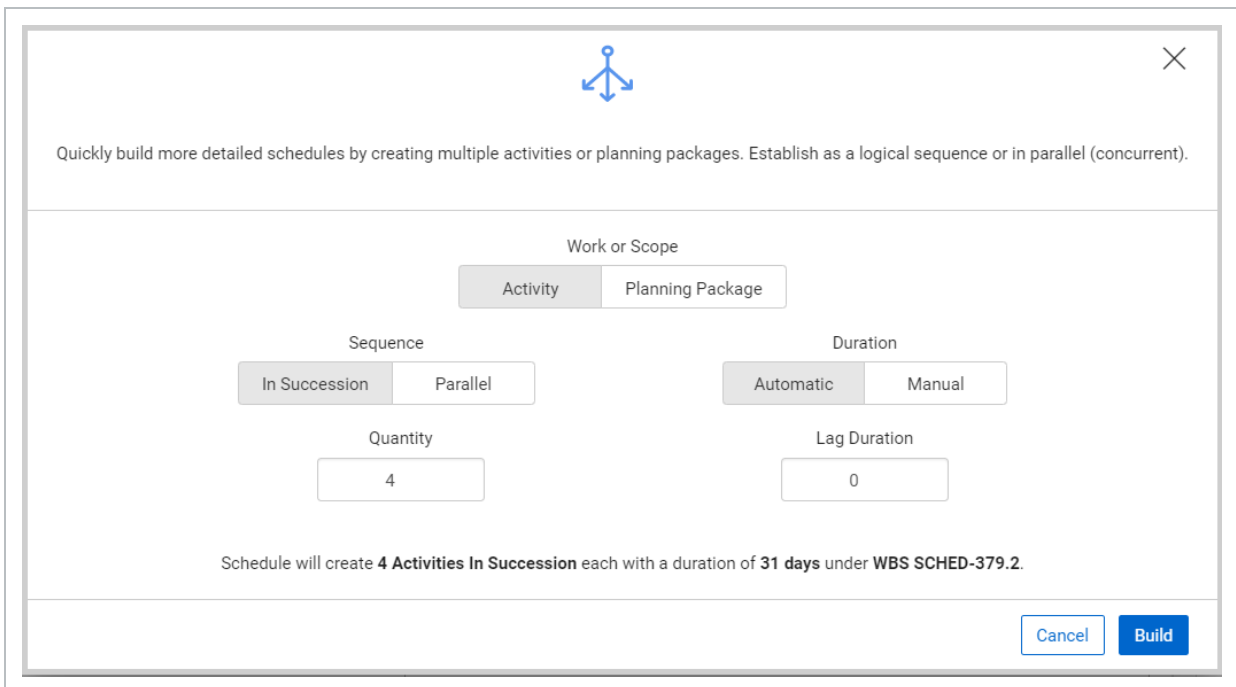 Quickly build more detailed schedules by creating multiple activities or planning packages. Establish as a logical sequence or in parallel (concurrent).
Work or Scope
Activity Planning Package
Sequence Duration
In Succession Parallel Automatic Manual
Quantity Lag Duration
4 0
Schedule will create 4 Activities In Succession each with a duration of 31 days under WBS SCHED-379.2.
Cancel Build